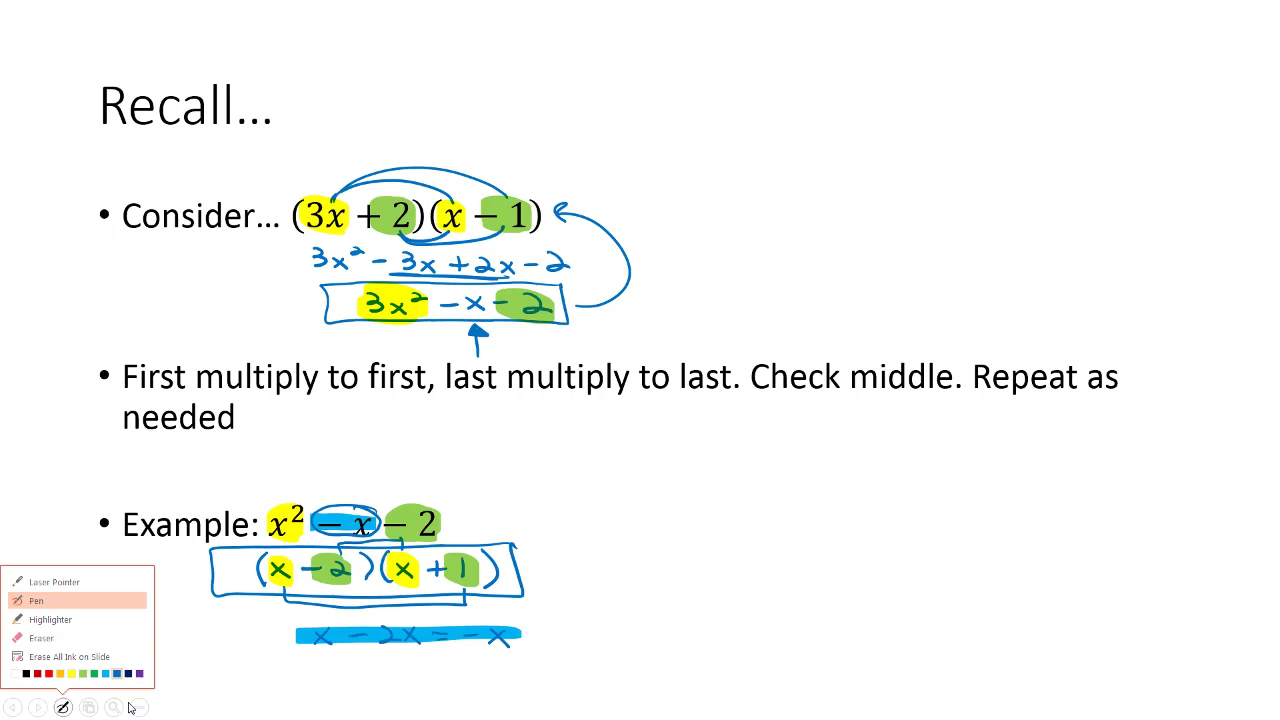 Recall...
• Consider... (3x + 2)(x − 1)
3x² − 3x + 2x − 2
3x² − x − 2
• First multiply to first, last multiply to last. Check middle. Repeat as
needed
• Example: x² − x − 2
(x − 2)(x + 1)
x − 2x = −x
Laser Pointer
Pen
Highlighter
Eraser
Erase All Ink on Slide